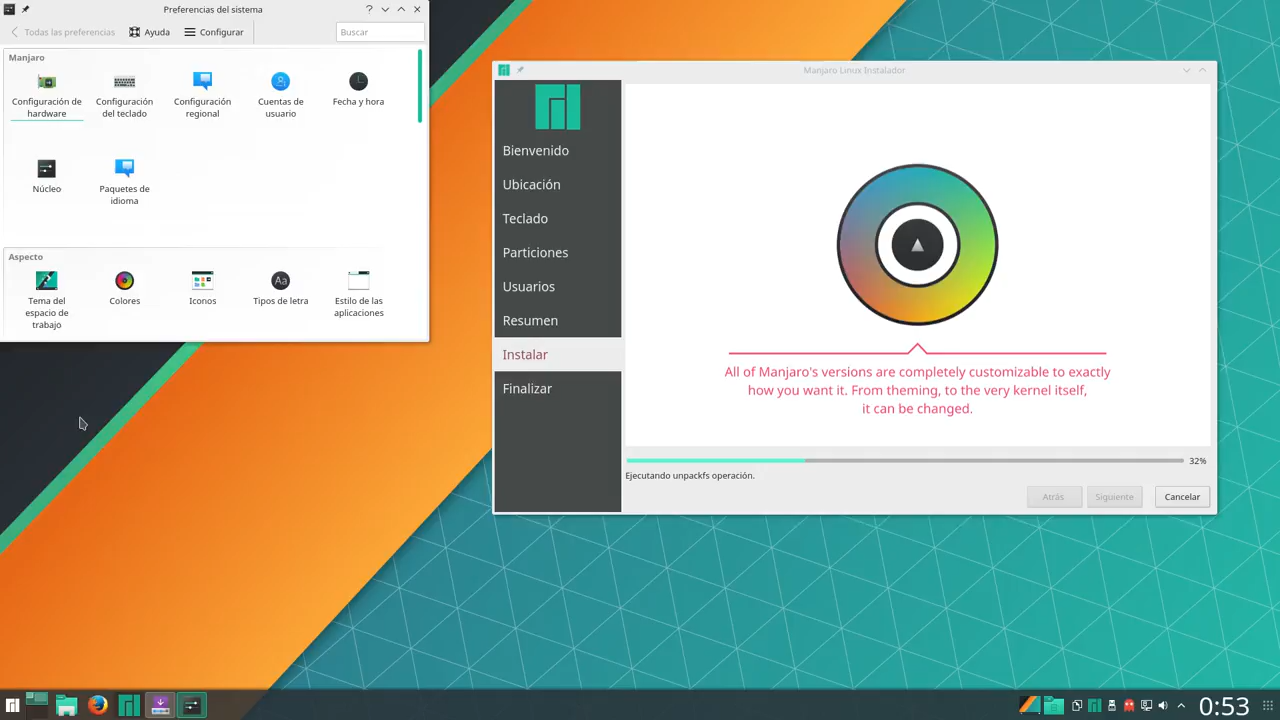 Preferencias del sistema
Todas las preferencias
Ayuda
Configurar
Buscar
Manjaro
Configuración de
hardware
Configuración
del teclado
Configuración
regional
Cuentas de
usuario
Fecha y hora
Núcleo
Paquetes de
idioma
Aspecto
Tema del
espacio de
trabajo
Colores
Iconos
Aa
Tipos de letra
Estilo de las
aplicaciones
Manjaro Linux Instalador
Bienvenido
Ubicación
Teclado
Particiones
Usuarios
Resumen
Instalar
Finalizar
All of Manjaro's versions are completely customizable to exactly
how you want it. From theming, to the very kernel itself,
it can be changed.
32%
Ejecutando unpackfs operación.
Atrás
Siguiente
Cancelar
0:53